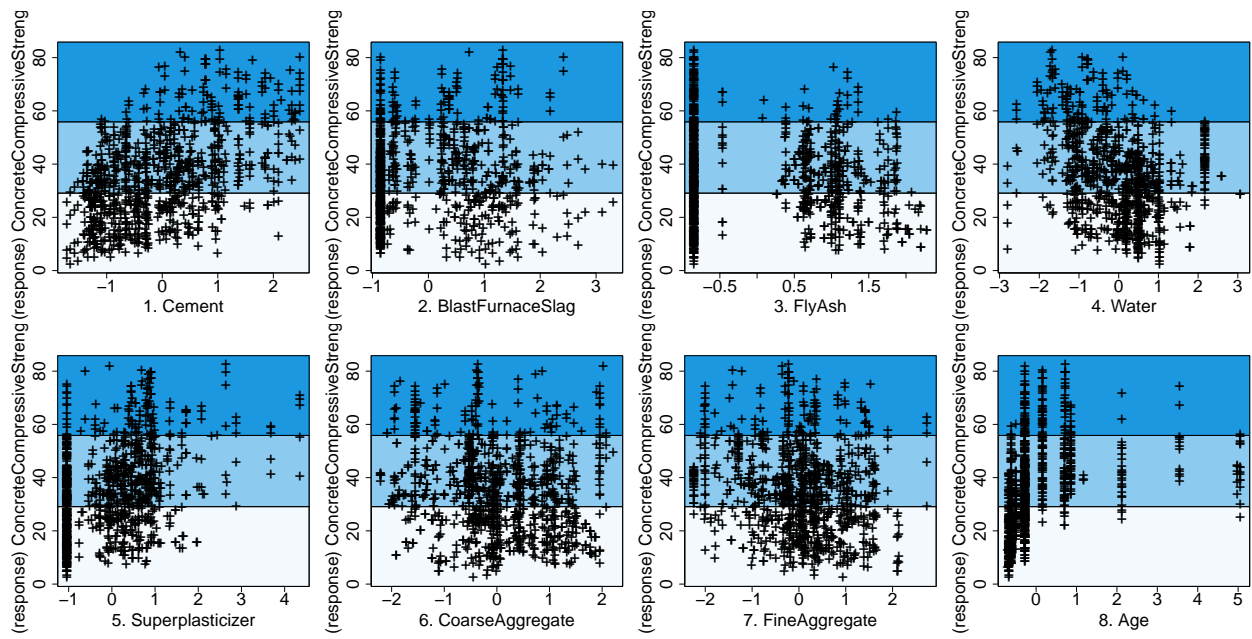 (response) ConcreteCompressiveStreng
0 20 40 60 80
−1 0 1 2
1. Cement
(response) ConcreteCompressiveStreng
0 20 40 60 80
−1 0 1 2 3
2. BlastFurnaceSlag
(response) ConcreteCompressiveStreng
0 20 40 60 80
−0.5 0.5 1.5
3. FlyAsh
(response) ConcreteCompressiveStreng
0 20 40 60 80
−3 −2 −1 0 1 2 3
4. Water
(response) ConcreteCompressiveStreng
0 20 40 60 80
−1 0 1 2 3 4
5. Superplasticizer
(response) ConcreteCompressiveStreng
0 20 40 60 80
−2 −1 0 1 2
6. CoarseAggregate
(response) ConcreteCompressiveStreng
0 20 40 60 80
−2 −1 0 1 2
7. FineAggregate
(response) ConcreteCompressiveStreng
0 20 40 60 80
0 1 2 3 4 5
8. Age